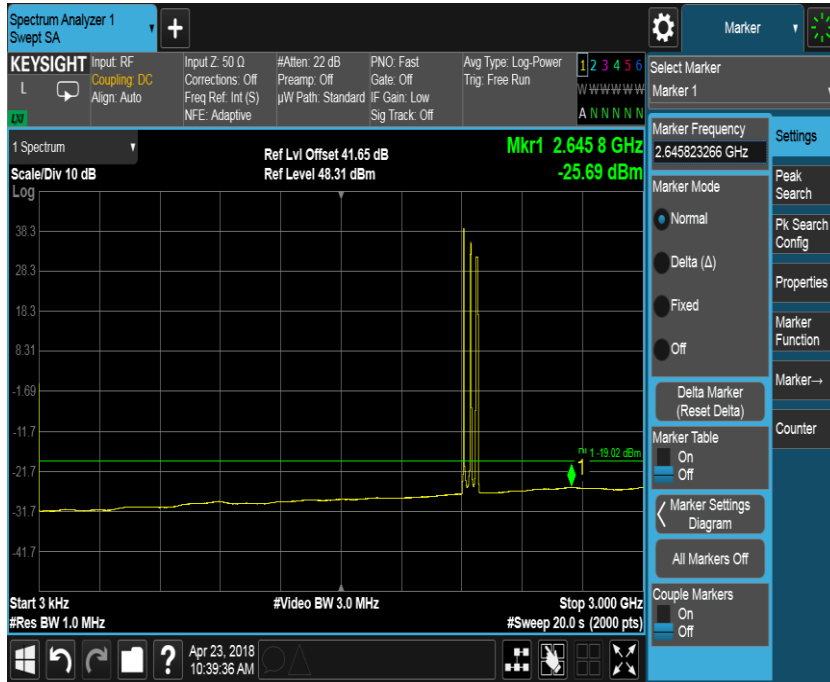 Spectrum Analyzer 1
Swept SA
+
Marker
KEYSIGHT
L
LXI
Input: RF
Coupling: DC
Align: Auto
Input Z: 50 Ω
Corrections: Off
Freq Ref: Int (S)
NFE: Adaptive
#Atten: 22 dB
Preamp: Off
µW Path: Standard
PNO: Fast
Gate: Off
IF Gain: Low
Sig Track: Off
Avg Type: Log-Power
Trig: Free Run
1 2 3 4 5 6
W W W W W W
A N N N N N
Select Marker
Marker 1
1 Spectrum
Scale/Div 10 dB
Log
Ref Lvl Offset 41.65 dB
Ref Level 48.31 dBm
Mkr1 2.645 8 GHz
-25.69 dBm
38.3
28.3
18.3
8.31
-1.69
-11.7
-21.7
-31.7
-41.7
-19.02 dBm
1
Start 3 kHz
#Res BW 1.0 MHz
#Video BW 3.0 MHz
Stop 3.000 GHz
#Sweep 20.0 s (2000 pts)
Marker Frequency
2.645823266 GHz
Marker Mode
Normal
Delta (Δ)
Fixed
Off
Delta Marker
(Reset Delta)
Marker Table
On
Off
Marker Settings
Diagram
All Markers Off
Couple Markers
On
Off
Settings
Peak
Search
Pk Search
Config
Properties
Marker
Function
Marker→
Counter
?
Apr 23, 2018
10:39:36 AM